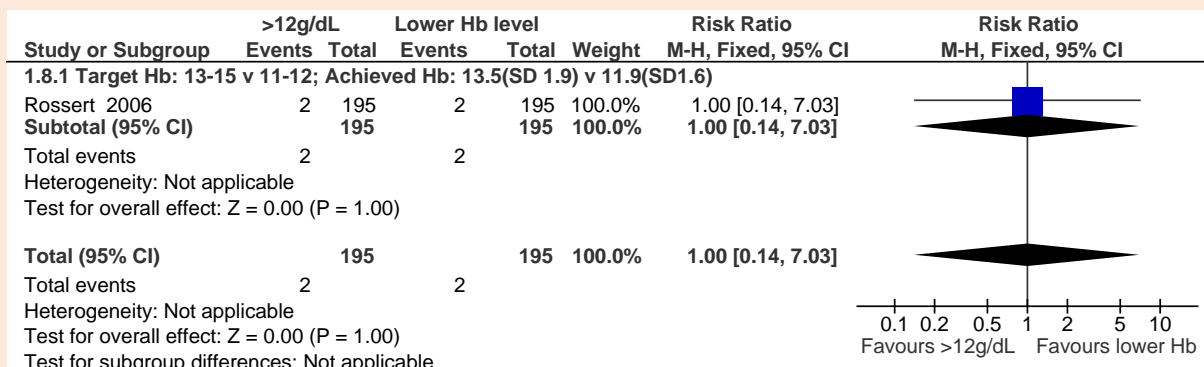 >12g/dL Lower Hb level Risk Ratio Risk Ratio
Study or Subgroup Events Total Events Total Weight M-H, Fixed, 95% CI M-H, Fixed, 95% CI
1.8.1 Target Hb: 13-15 v 11-12; Achieved Hb: 13.5(SD 1.9) v 11.9(SD1.6)
Rossert 2006 2 195 2 195 100.0% 1.00 [0.14, 7.03]
Subtotal (95% CI) 195 195 100.0% 1.00 [0.14, 7.03]
Total events 2 2
Heterogeneity: Not applicable
Test for overall effect: Z = 0.00 (P = 1.00)
Total (95% CI) 195 195 100.0% 1.00 [0.14, 7.03]
Total events 2 2
Heterogeneity: Not applicable
Test for overall effect: Z = 0.00 (P = 1.00)
Test for subgroup differences: Not applicable
0.1 0.2 0.5 1 2 5 10
Favours >12g/dL Favours lower Hb